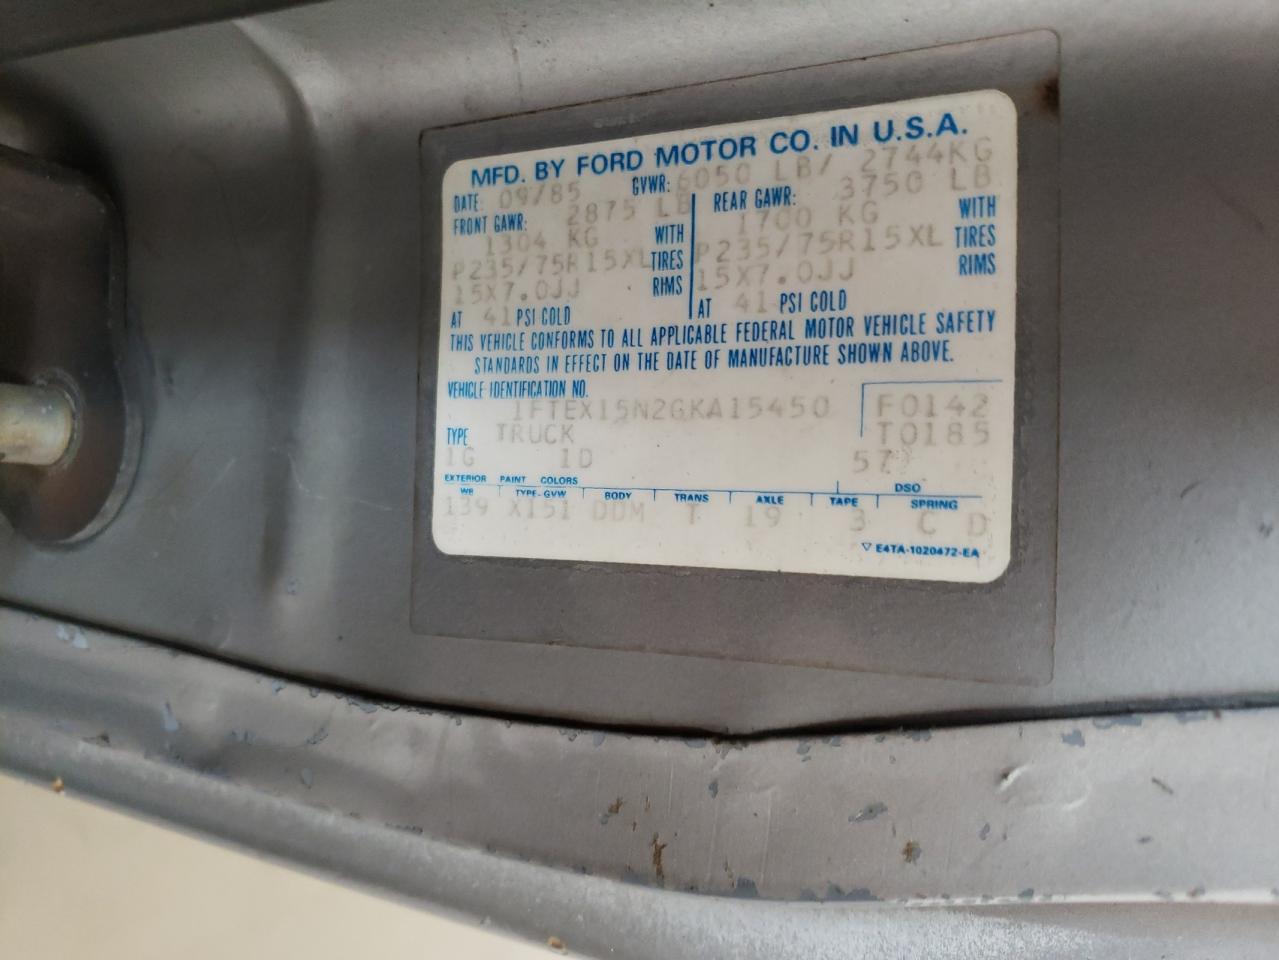 MFD. BY FORD MOTOR CO. IN U.S.A.
DATE: 09/85 GVWR: 6050 LB/ 2744KG
FRONT GAWR: 2875 LB REAR GAWR: 3750 LB
1304 KG WITH 1700 KG WITH
P235/75R15XL TIRES P235/75R15XL TIRES
15X7.0JJ RIMS 15X7.0JJ RIMS
AT 41 PSI COLD AT 41 PSI COLD
THIS VEHICLE CONFORMS TO ALL APPLICABLE FEDERAL MOTOR VEHICLE SAFETY
STANDARDS IN EFFECT ON THE DATE OF MANUFACTURE SHOWN ABOVE.
VEHICLE IDENTIFICATION NO.
1FTEX15N2GKA15450 F0142
TYPE TRUCK T0185
1G 1D 57
EXTERIOR PAINT COLORS DSO
WB TYPE-GVW BODY TRANS AXLE TAPE SPRING
139 X151 DDM T 19 3 C D
▽ E4TA-1020472-EA